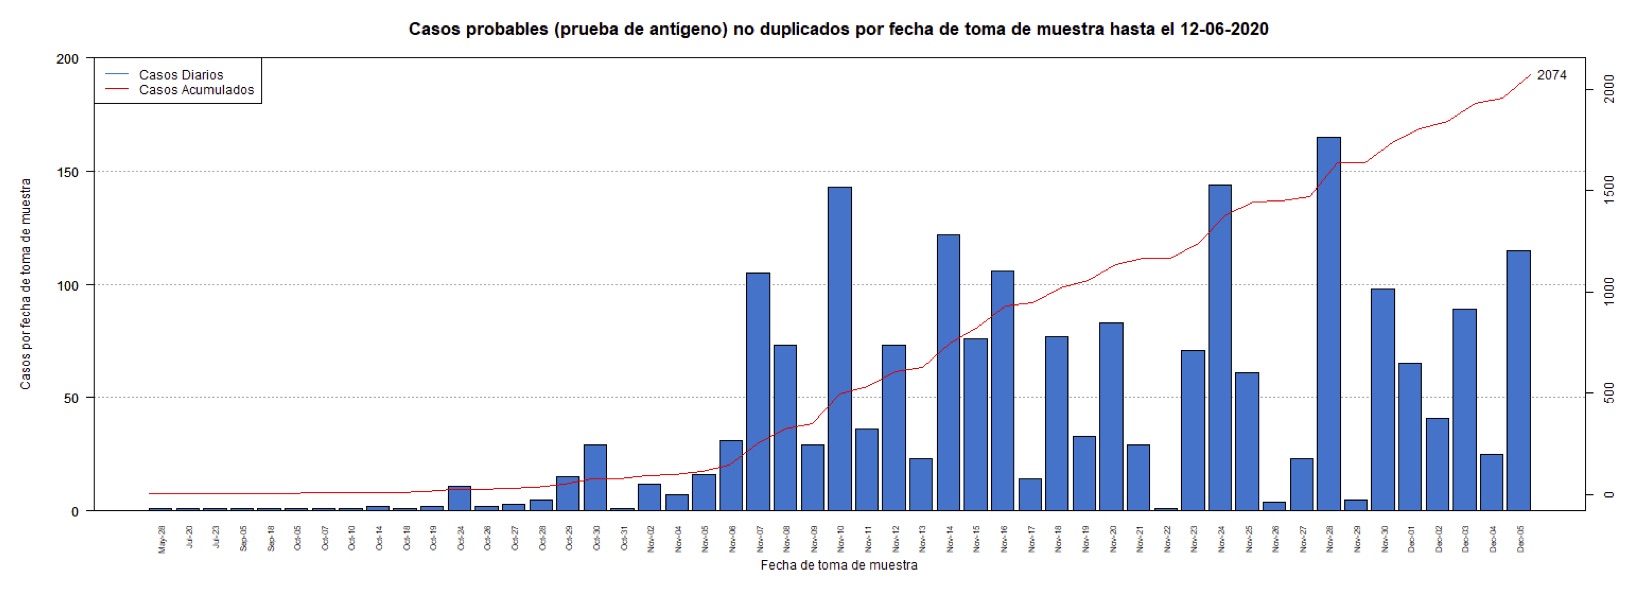 Casos probables (prueba de antígeno) no duplicados por fecha de toma de muestra hasta el 12-06-2020
Casos Diarios
Casos Acumulados
2074
Casos por fecha de toma de muestra
200
150
100
50
0
2000
1500
1000
500
0
May-28
Jul-20
Jul-23
Sep-05
Sep-18
Oct-05
Oct-07
Oct-10
Oct-14
Oct-18
Oct-19
Oct-24
Oct-26
Oct-27
Oct-28
Oct-29
Oct-30
Oct-31
Nov-02
Nov-04
Nov-05
Nov-06
Nov-07
Nov-08
Nov-09
Nov-10
Nov-11
Nov-12
Nov-13
Nov-14
Nov-15
Nov-16
Nov-17
Nov-18
Nov-19
Nov-20
Nov-21
Nov-22
Nov-23
Nov-24
Nov-25
Nov-26
Nov-27
Nov-28
Nov-29
Nov-30
Dec-01
Dec-02
Dec-03
Dec-04
Dec-05
Fecha de toma de muestra